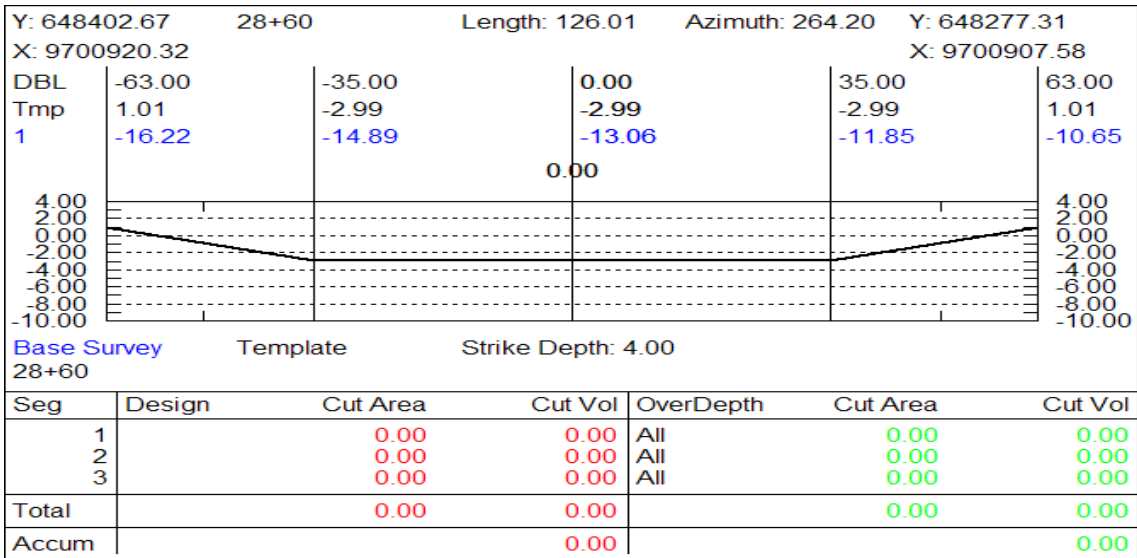 Y: 648402.67 28+60 Length: 126.01 Azimuth: 264.20 Y: 648277.31
X: 9700920.32 X: 9700907.58
DBL -63.00 -35.00 0.00 35.00 63.00
Tmp 1.01 -2.99 -2.99 -2.99 1.01
1 -16.22 -14.89 -13.06 -11.85 -10.65
0.00
4.00 4.00
2.00 2.00
0.00 0.00
-2.00 -2.00
-4.00 -4.00
-6.00 -6.00
-8.00 -8.00
-10.00 -10.00
Base Survey Template Strike Depth: 4.00
28+60
Seg Design Cut Area Cut Vol OverDepth Cut Area Cut Vol
1 0.00 0.00 All 0.00 0.00
2 0.00 0.00 All 0.00 0.00
3 0.00 0.00 All 0.00 0.00
Total 0.00 0.00 0.00 0.00
Accum 0.00 0.00